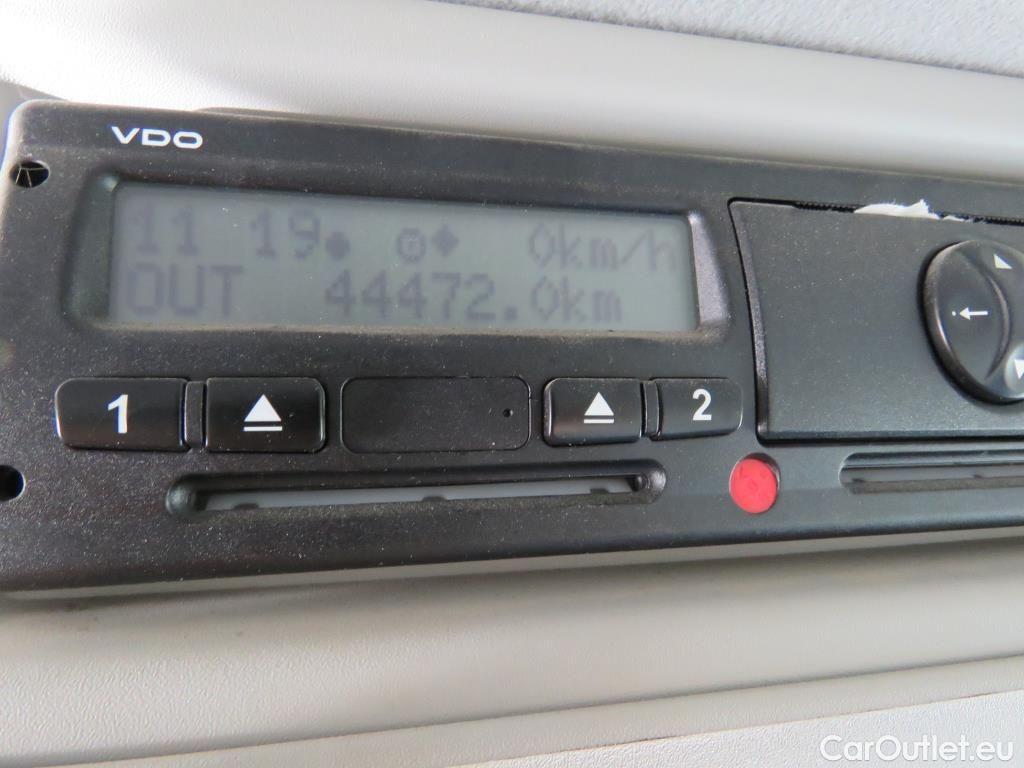 VDO
11 19 0km/h
OUT 44472.0km
1 2
CarOutlet.eu